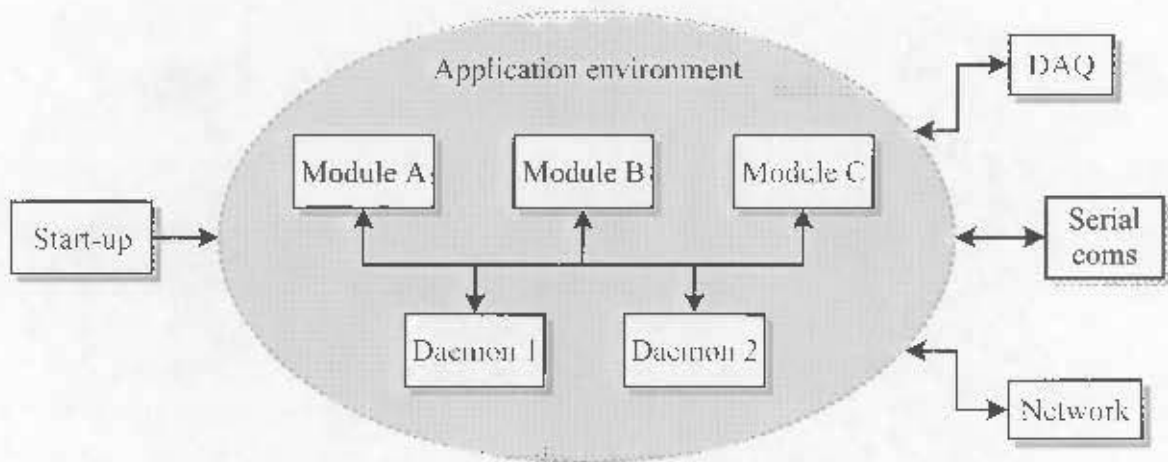 Application environment
DAQ
Module A
Module B
Module C
Start-up
Serial
coms
Daemon 1
Daemon 2
Network